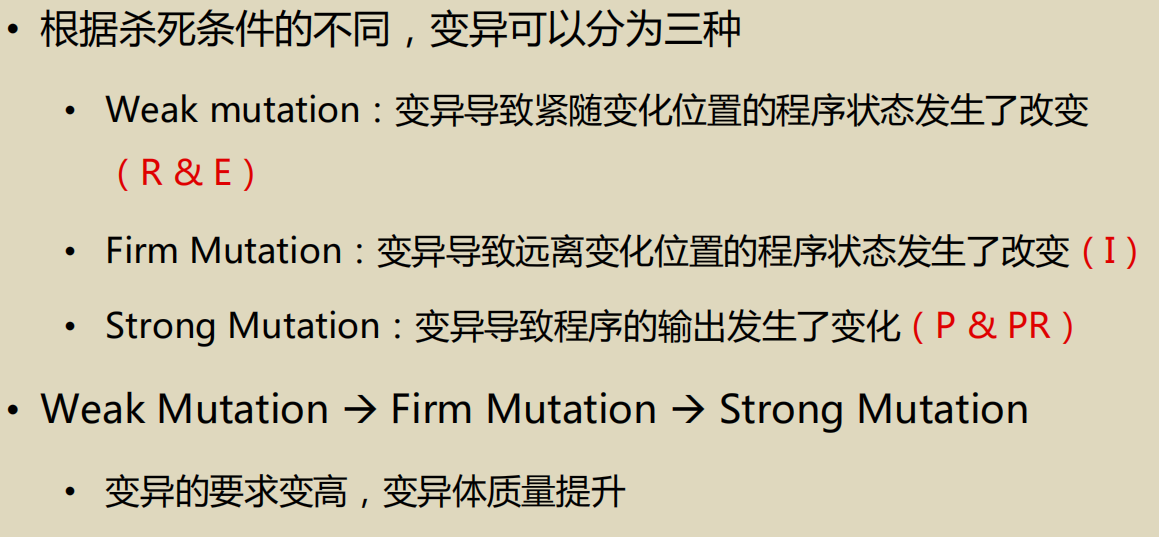 • 根据杀死条件的不同，变异可以分为三种
• Weak mutation：变异导致紧随变化位置的程序状态发生了改变
（R & E）
• Firm Mutation：变异导致远离变化位置的程序状态发生了改变（I）
• Strong Mutation：变异导致程序的输出发生了变化（P & PR）
• Weak Mutation → Firm Mutation → Strong Mutation
• 变异的要求变高，变异体质量提升